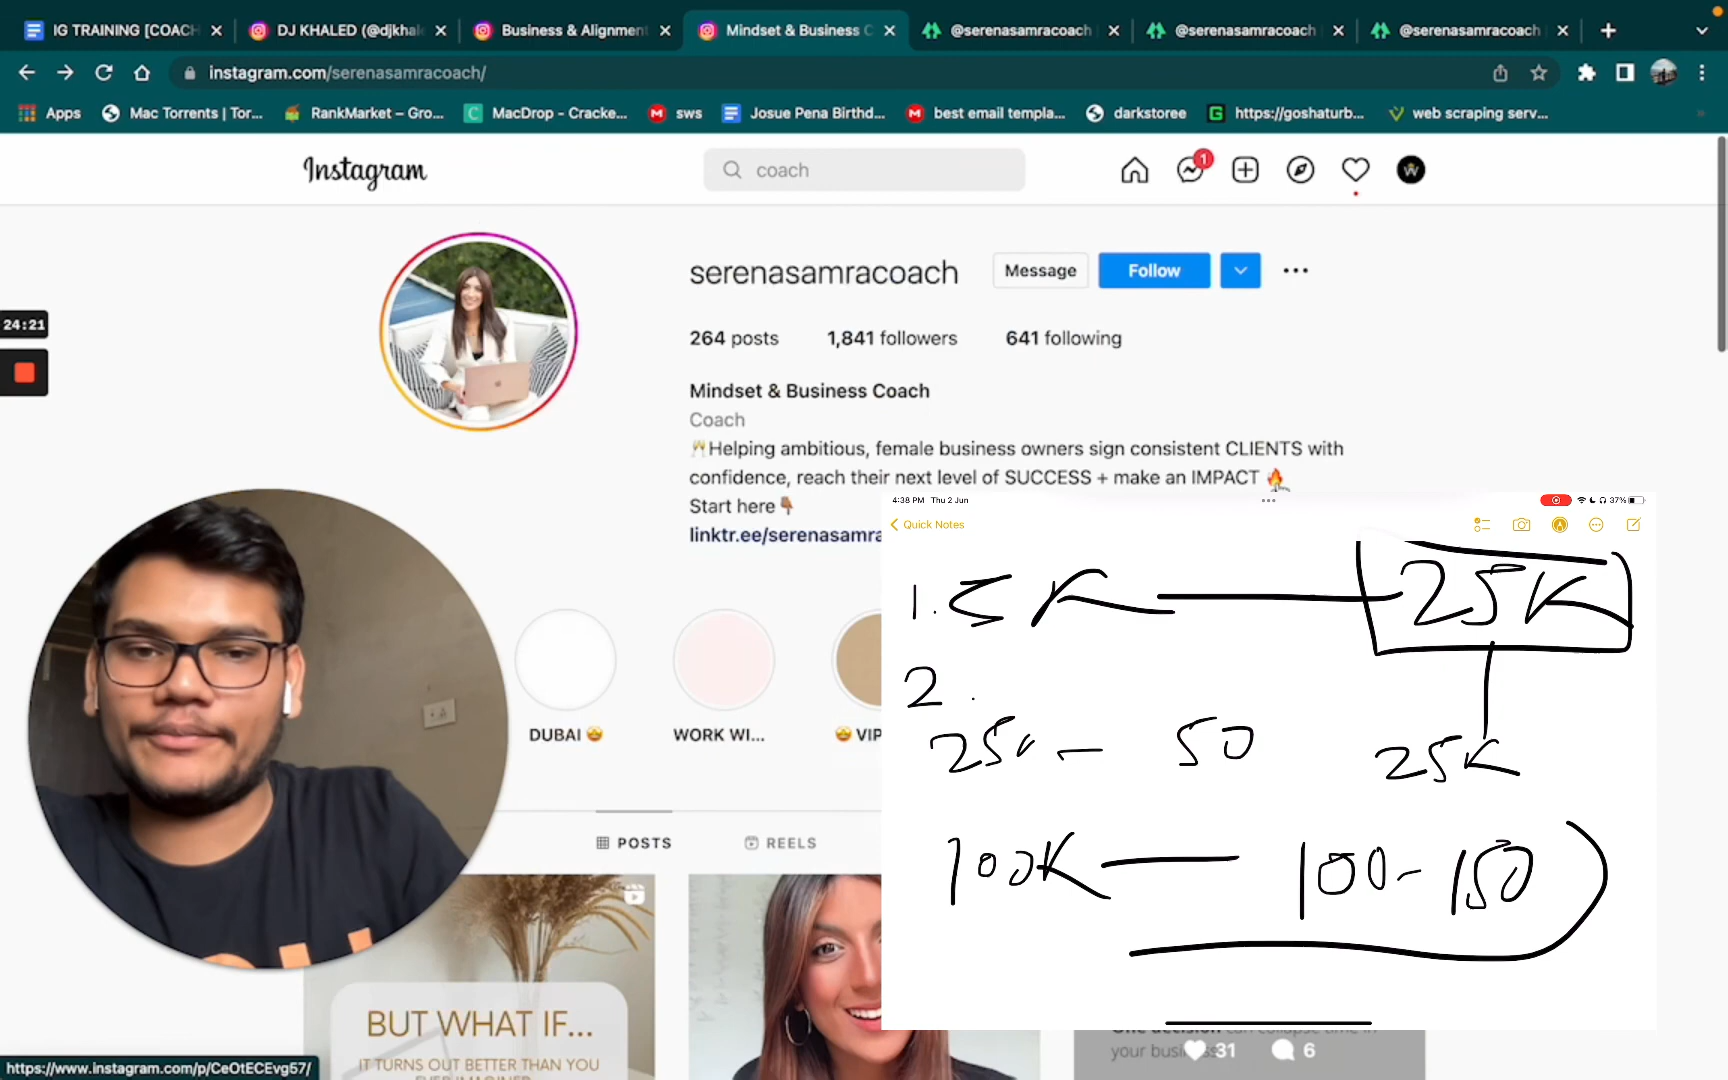 IG TRAINING [COACH
DJ KHALED (@djkhale
Business & Alignment
Mindset & Business C
@serenasamracoach
@serenasamracoach
@serenasamracoach
instagram.com/serenasamracoach/
Apps
Mac Torrents | Tor...
RankMarket – Gro...
MacDrop - Cracke...
sws
Josue Pena Birthd...
best email templa...
darkstoree
https://goshaturb...
web scraping serv...
Instagram
coach
1
serenasamracoach
Message
Follow
24:21
264 posts
1,841 followers
641 following
Mindset & Business Coach
Coach
🥂Helping ambitious, female business owners sign consistent CLIENTS with
confidence, reach their next level of SUCCESS + make an IMPACT 🔥
Start here👇🏾
linktr.ee/serenasamra
4:38 PM Thu 2 Jun
37%
Quick Notes
1.5K — 25K
2.
25K — 50
25K
100K — 100-150
DUBAI 🤩
WORK WI...
🤩 VIP
POSTS
REELS
BUT WHAT IF...
IT TURNS OUT BETTER THAN YOU
your busi
31
6
https://www.instagram.com/p/CeOtECEvg57/